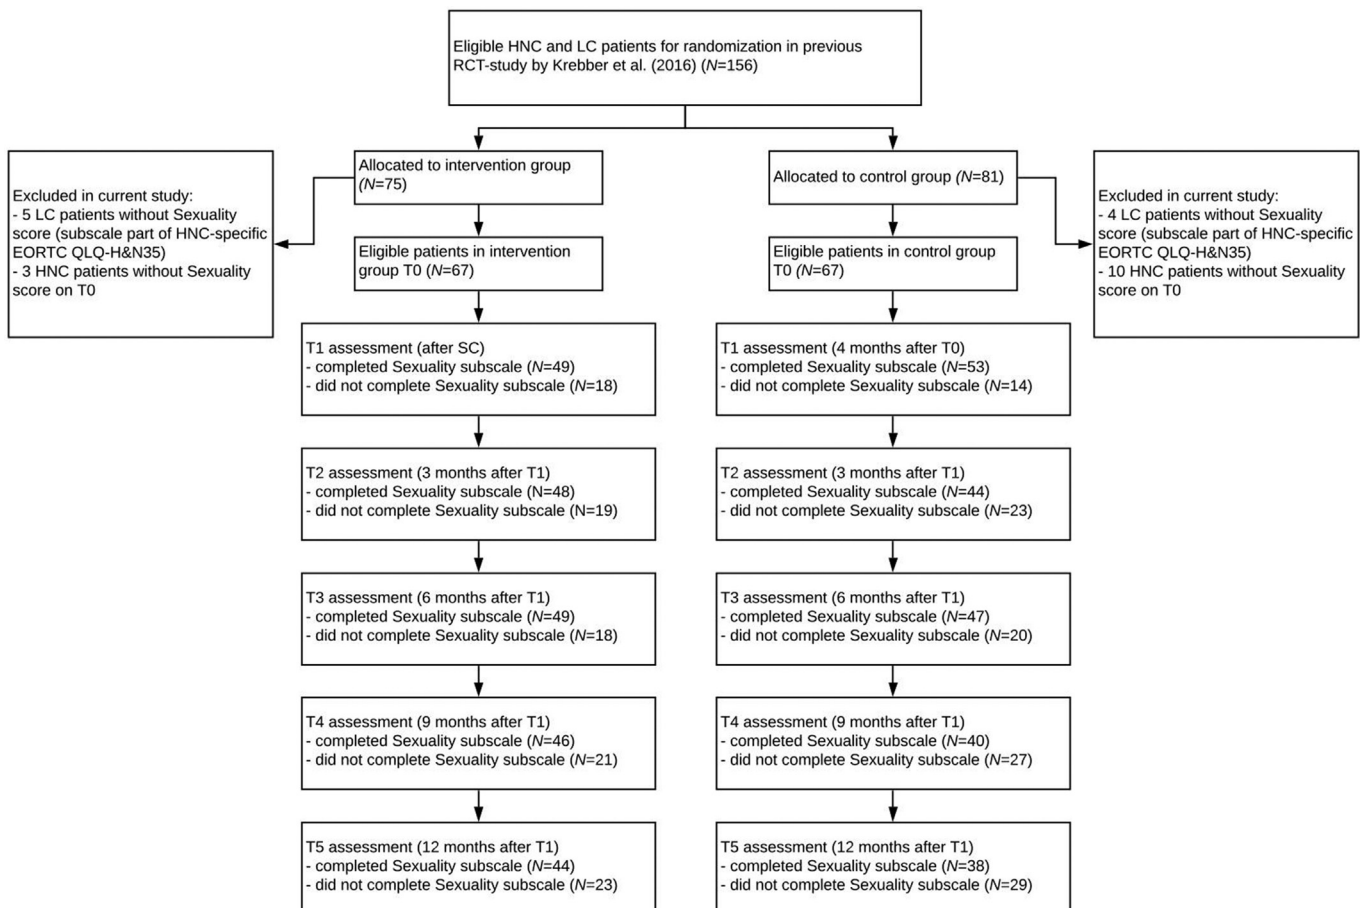 Eligible HNC and LC patients for randomization in previous
RCT-study by Krebber et al. (2016) (N=156)
Excluded in current study:
- 5 LC patients without Sexuality
score (subscale part of HNC-specific
EORTC QLQ-H&N35)
- 3 HNC patients without Sexuality
score on T0
Allocated to intervention group
(N=75)
Allocated to control group (N=81)
Excluded in current study:
- 4 LC patients without Sexuality
score (subscale part of HNC-specific
EORTC QLQ-H&N35)
- 10 HNC patients without Sexuality
score on T0
Eligible patients in intervention
group T0 (N=67)
Eligible patients in control group
T0 (N=67)
T1 assessment (after SC)
- completed Sexuality subscale (N=49)
- did not complete Sexuality subscale (N=18)
T1 assessment (4 months after T0)
- completed Sexuality subscale (N=53)
- did not complete Sexuality subscale (N=14)
T2 assessment (3 months after T1)
- completed Sexuality subscale (N=48)
- did not complete Sexuality subscale (N=19)
T2 assessment (3 months after T1)
- completed Sexuality subscale (N=44)
- did not complete Sexuality subscale (N=23)
T3 assessment (6 months after T1)
- completed Sexuality subscale (N=49)
- did not complete Sexuality subscale (N=18)
T3 assessment (6 months after T1)
- completed Sexuality subscale (N=47)
- did not complete Sexuality subscale (N=20)
T4 assessment (9 months after T1)
- completed Sexuality subscale (N=46)
- did not complete Sexuality subscale (N=21)
T4 assessment (9 months after T1)
- completed Sexuality subscale (N=40)
- did not complete Sexuality subscale (N=27)
T5 assessment (12 months after T1)
- completed Sexuality subscale (N=44)
- did not complete Sexuality subscale (N=23)
T5 assessment (12 months after T1)
- completed Sexuality subscale (N=38)
- did not complete Sexuality subscale (N=29)